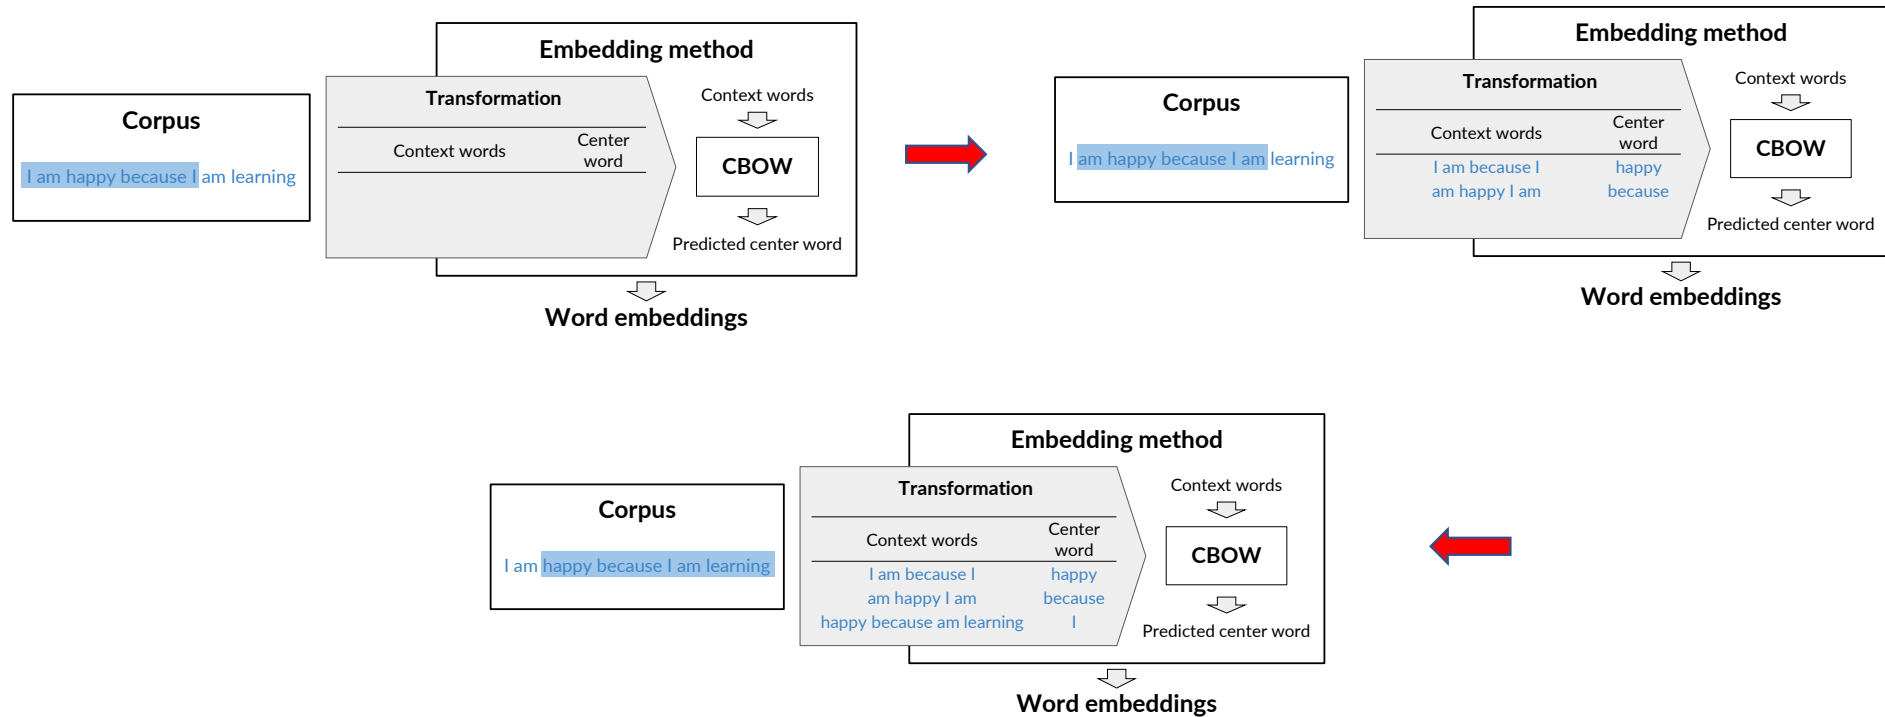 Embedding method
Transformation
Context words
Center
word
Context words
CBOW
Predicted center word
Corpus
I am happy because I am learning
Word embeddings
Embedding method
Transformation
Context words
Center
word
I am because I
happy
am happy I am
because
Context words
CBOW
Predicted center word
Corpus
I am happy because I am learning
Word embeddings
Embedding method
Transformation
Context words
Center
word
I am because I
happy
am happy I am
because
happy because am learning
I
Context words
CBOW
Predicted center word
Corpus
I am happy because I am learning
Word embeddings